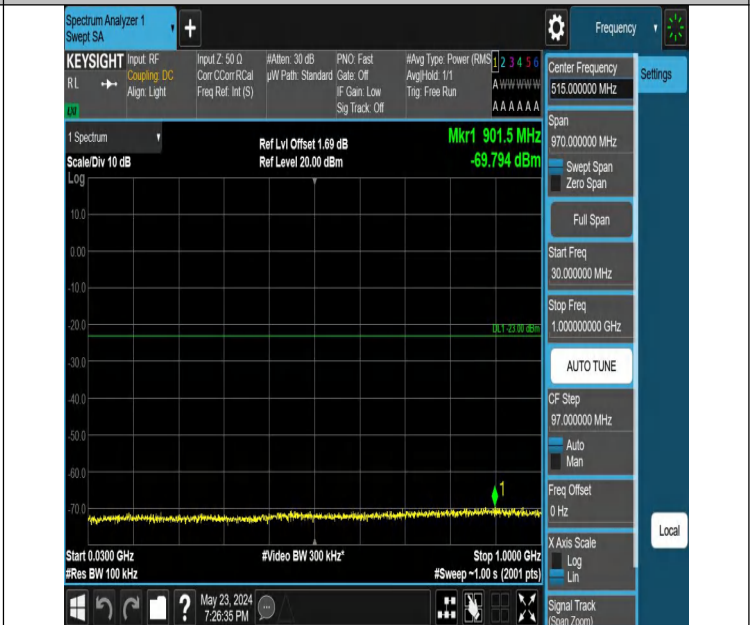 Spectrum Analyzer 1
Swept SA
+
Frequency
KEYSIGHT
RL
LXI
Input: RF
Coupling: DC
Align: Light
Input Z: 50 Ω
Corr CCorr RCal
Freq Ref: Int (S)
#Atten: 30 dB
µW Path: Standard
PNO: Fast
Gate: Off
IF Gain: Low
Sig Track: Off
#Avg Type: Power (RMS
Avg|Hold: 1/1
Trig: Free Run
1 2 3 4 5 6
A W W W W W
A A A A A A
1 Spectrum
Scale/Div 10 dB
Log
Ref Lvl Offset 1.69 dB
Ref Level 20.00 dBm
Mkr1 901.5 MHz
-69.794 dBm
10.0
0.00
-10.0
-20.0
DL1 -23.00 dBm
-30.0
-40.0
-50.0
-60.0
-70.0
1
Start 0.0300 GHz
#Res BW 100 kHz
#Video BW 300 kHz*
Stop 1.0000 GHz
#Sweep ~1.00 s (2001 pts)
?
May 23, 2024
7:26:35 PM
Center Frequency
515.000000 MHz
Settings
Span
970.000000 MHz
Swept Span
Zero Span
Full Span
Start Freq
30.000000 MHz
Stop Freq
1.000000000 GHz
AUTO TUNE
CF Step
97.000000 MHz
Auto
Man
Freq Offset
0 Hz
X Axis Scale
Log
Lin
Local
Signal Track
(Span Zoom)